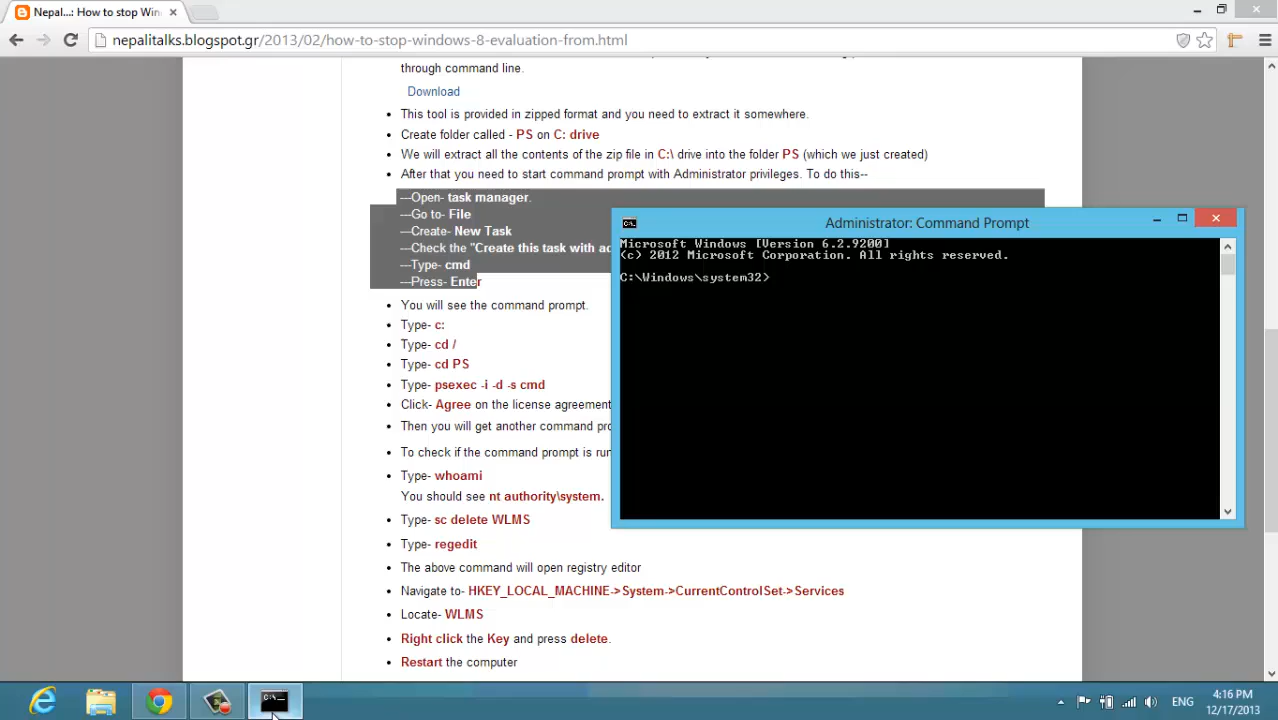 Nepal...: How to stop Win
nepalitalks.blogspot.gr/2013/02/how-to-stop-windows-8-evaluation-from.html
through command line.
Download
This tool is provided in zipped format and you need to extract it somewhere.
Create folder called - PS on C: drive
We will extract all the contents of the zip file in C:\ drive into the folder PS (which we just created)
After that you need to start command prompt with Administrator privileges. To do this--
---Open- task manager.
---Go to- File
---Create- New Task
---Check the "Create this task with ad
---Type- cmd
---Press- Enter
You will see the command prompt.
Type- c:
Type- cd /
Type- cd PS
Type- psexec -i -d -s cmd
Click- Agree on the license agreement
Then you will get another command pro
To check if the command prompt is run
Type- whoami
You should see nt authority\system.
Type- sc delete WLMS
Type- regedit
The above command will open registry editor
Navigate to- HKEY_LOCAL_MACHINE->System->CurrentControlSet->Services
Locate- WLMS
Right click the Key and press delete.
Restart the computer
Administrator: Command Prompt
Microsoft Windows [Version 6.2.9200]
(c) 2012 Microsoft Corporation. All rights reserved.
C:\Windows\system32>
ENG
4:16 PM
12/17/2013